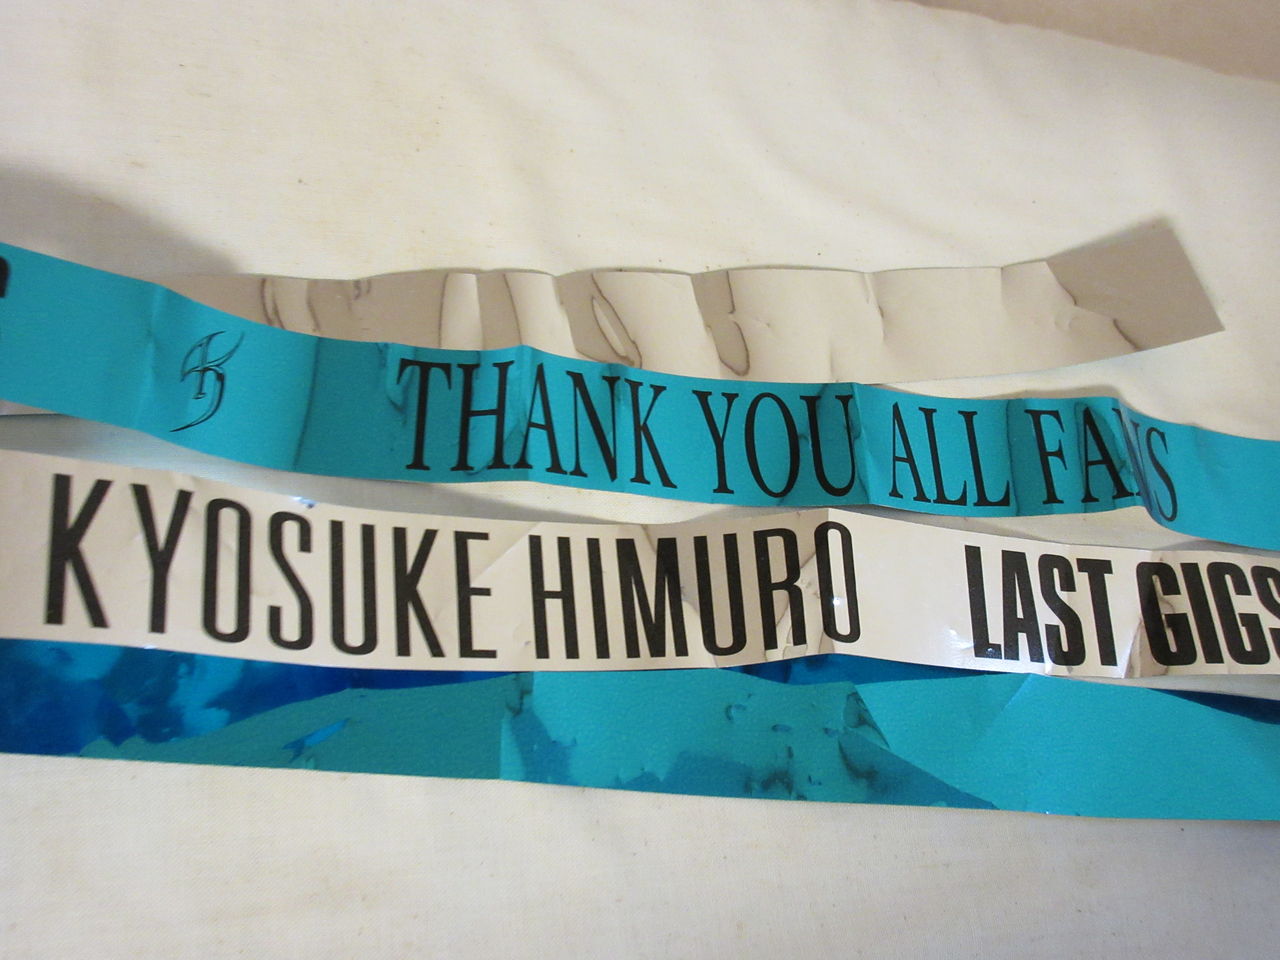 THANK YOU ALL FANS
KYOSUKE HIMURO LAST GIGS